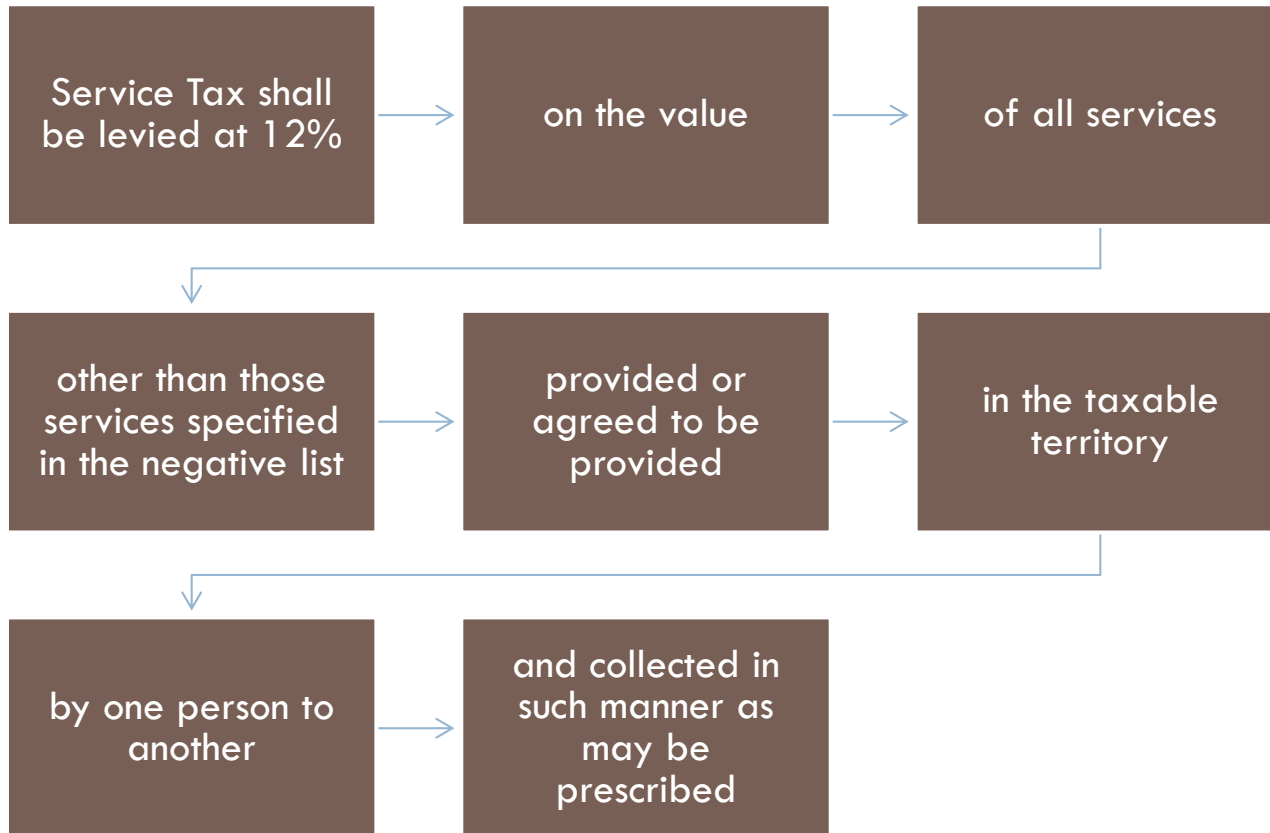 Service Tax shall
be levied at 12%
on the value
of all services
other than those
services specified
in the negative list
provided or
agreed to be
provided
in the taxable
territory
by one person to
another
and collected in
such manner as
may be
prescribed